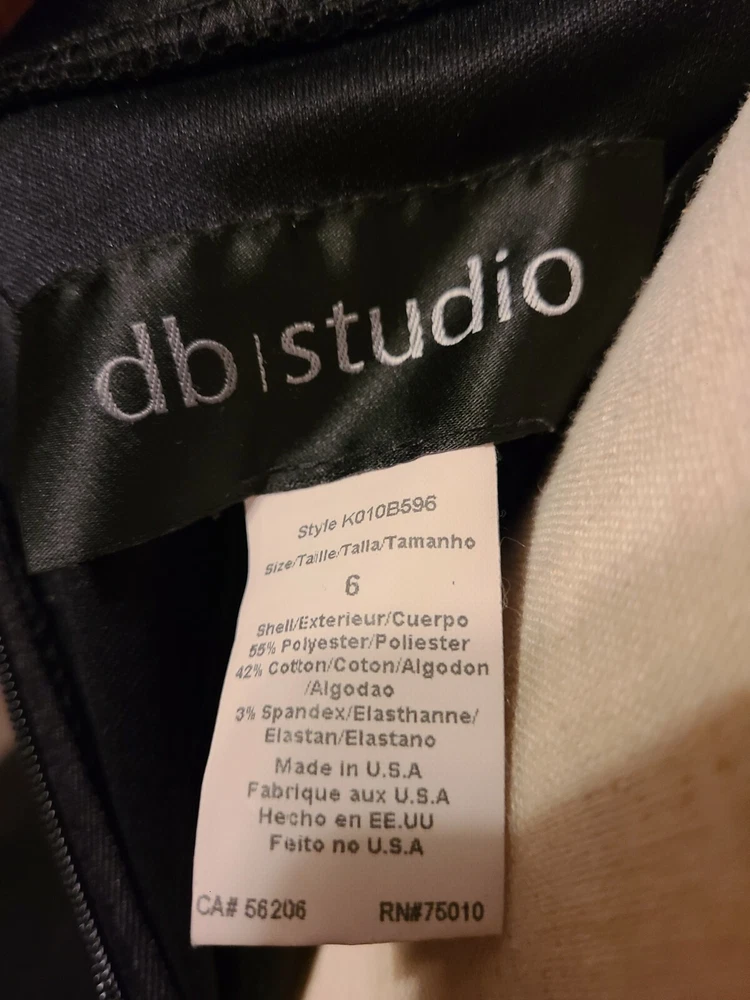 db|studio
Style K010B596
Size/Taille/Talla/Tamanho
6
Shell/Exterieur/Cuerpo
55% Polyester/Poliester
42% Cotton/Coton/Algodon
/Algodao
3% Spandex/Elasthanne/
Elastan/Elastano
Made in U.S.A
Fabrique aux U.S.A
Hecho en EE.UU
Feito no U.S.A
CA# 56206 RN#75010